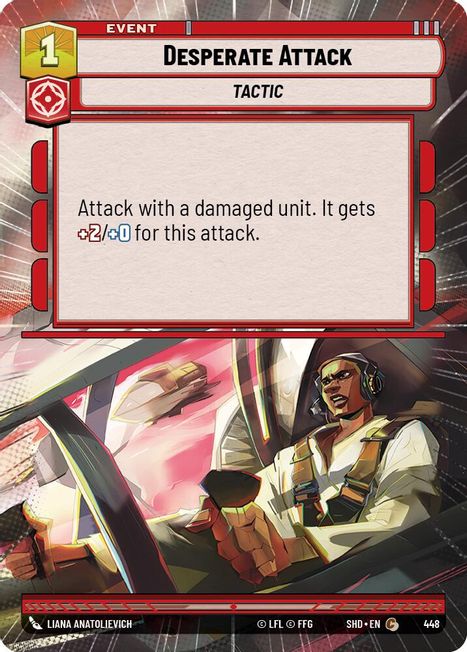 EVENT
1
DESPERATE ATTACK
TACTIC
Attack with a damaged unit. It gets
+2/+0 for this attack.
LIANA ANATOLIEVICH
© LFL © FFG
SHD • EN
C
448